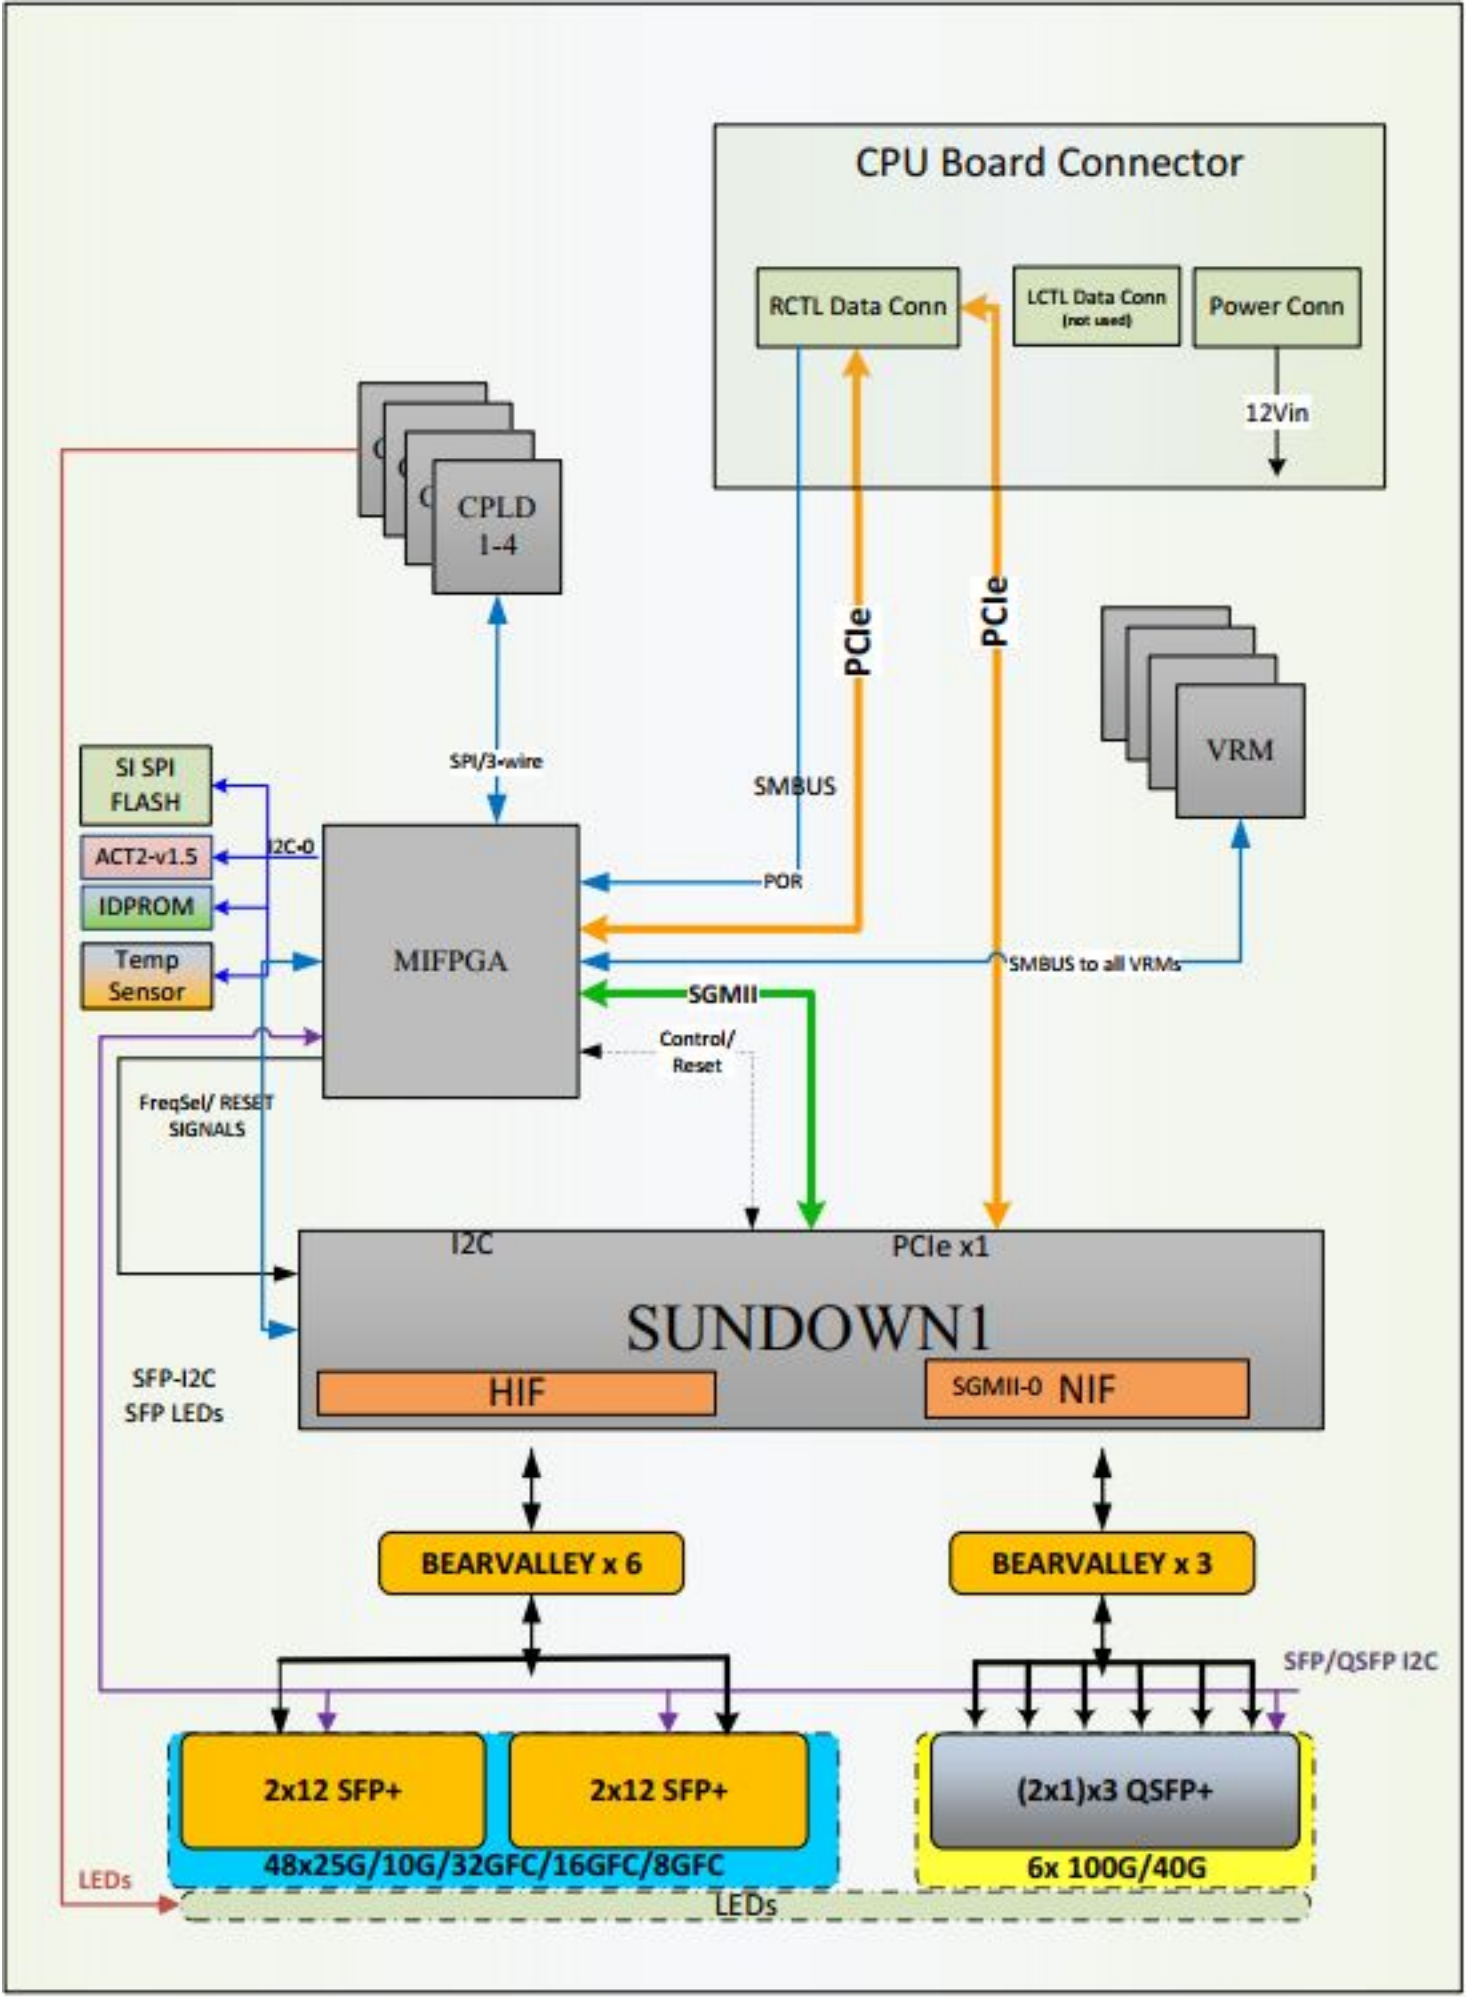 CPU Board Connector
RCTL Data Conn
LCTL Data Conn
(not used)
Power Conn
12Vin
C
C
C
CPLD
1-4
PCIe
PCIe
VRM
SPI/3-wire
SI SPI
FLASH
SMBUS
ACT2-v1.5
I2C-0
POR
IDPROM
MIFPGA
Temp
Sensor
SMBUS to all VRMs
SGMII
Control/
Reset
FreqSel/ RESET
SIGNALS
I2C
PCIe x1
SUNDOWN1
SFP-I2C
SFP LEDs
HIF
SGMII-0 NIF
BEARVALLEY x 6
BEARVALLEY x 3
SFP/QSFP I2C
2x12 SFP+
2x12 SFP+
(2x1)x3 QSFP+
48x25G/10G/32GFC/16GFC/8GFC
6x 100G/40G
LEDs
LEDs